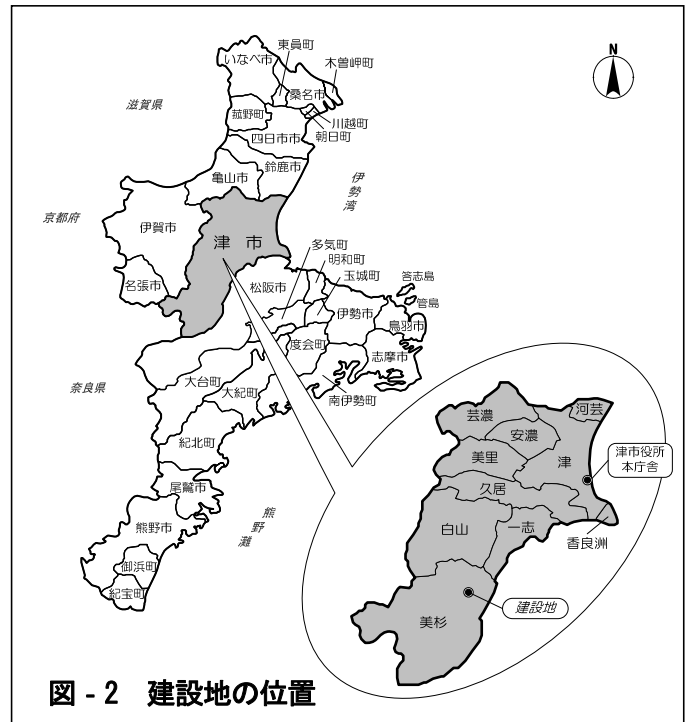 N
東員町
いなべ市
木曽岬町
桑名市
滋賀県
菰野町
川越町
朝日町
四日市市
鈴鹿市
亀山市
伊勢湾
京都府
伊賀市
津 市
多気町
明和町
玉城町
答志島
名張市
松阪市
菅島
伊勢市
鳥羽市
度会町
志摩市
奈良県
大台町
大紀町
南伊勢町
紀北町
尾鷲市
熊野灘
熊野市
御浜町
紀宝町
芸濃
河芸
安濃
美里
津
津市役所
本庁舎
久居
白山
一志
香良洲
建設地
美杉
図 - 2 建設地の位置